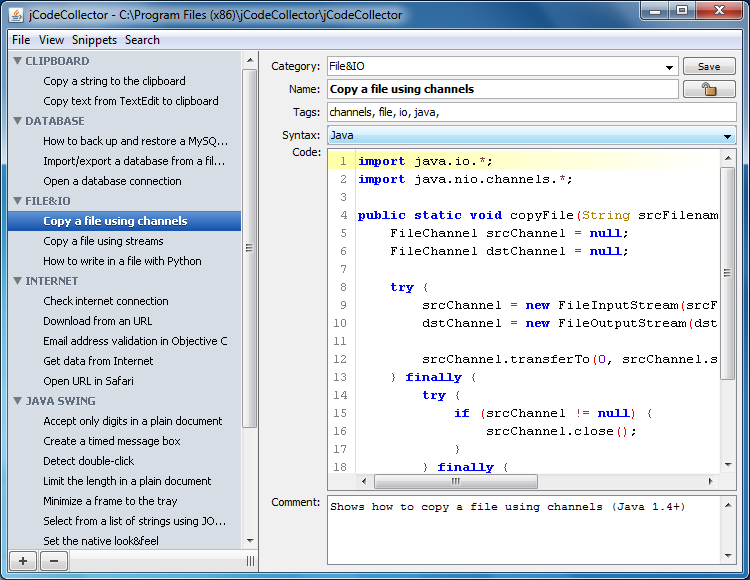 jCodeCollector - C:\Program Files (x86)\jCodeCollector\jCodeCollector
File View Snippets Search
CLIPBOARD
Copy a string to the clipboard
Copy text from TextEdit to clipboard
DATABASE
How to back up and restore a MySQ...
Import/export a database from a fil...
Open a database connection
FILE&IO
Copy a file using channels
Copy a file using streams
How to write in a file with Python
INTERNET
Check internet connection
Download from an URL
Email address validation in Objective C
Get data from Internet
Open URL in Safari
JAVA SWING
Accept only digits in a plain document
Create a timed message box
Detect double-click
Limit the length in a plain document
Minimize a frame to the tray
Select from a list of strings using JO...
Set the native look&feel
+ −
Category: File&IO Save
Name: Copy a file using channels
Tags: channels, file, io, java,
Syntax: Java
Code:
1 import java.io.*;
2 import java.nio.channels.*;
3
4 public static void copyFile(String srcFilenam
5 FileChannel srcChannel = null;
6 FileChannel dstChannel = null;
7
8 try {
9 srcChannel = new FileInputStream(srcF
10 dstChannel = new FileOutputStream(dst
11
12 srcChannel.transferTo(0, srcChannel.s
13 } finally {
14 try {
15 if (srcChannel != null) {
16 srcChannel.close();
17 }
18 } finally {
Comment: Shows how to copy a file using channels (Java 1.4+)